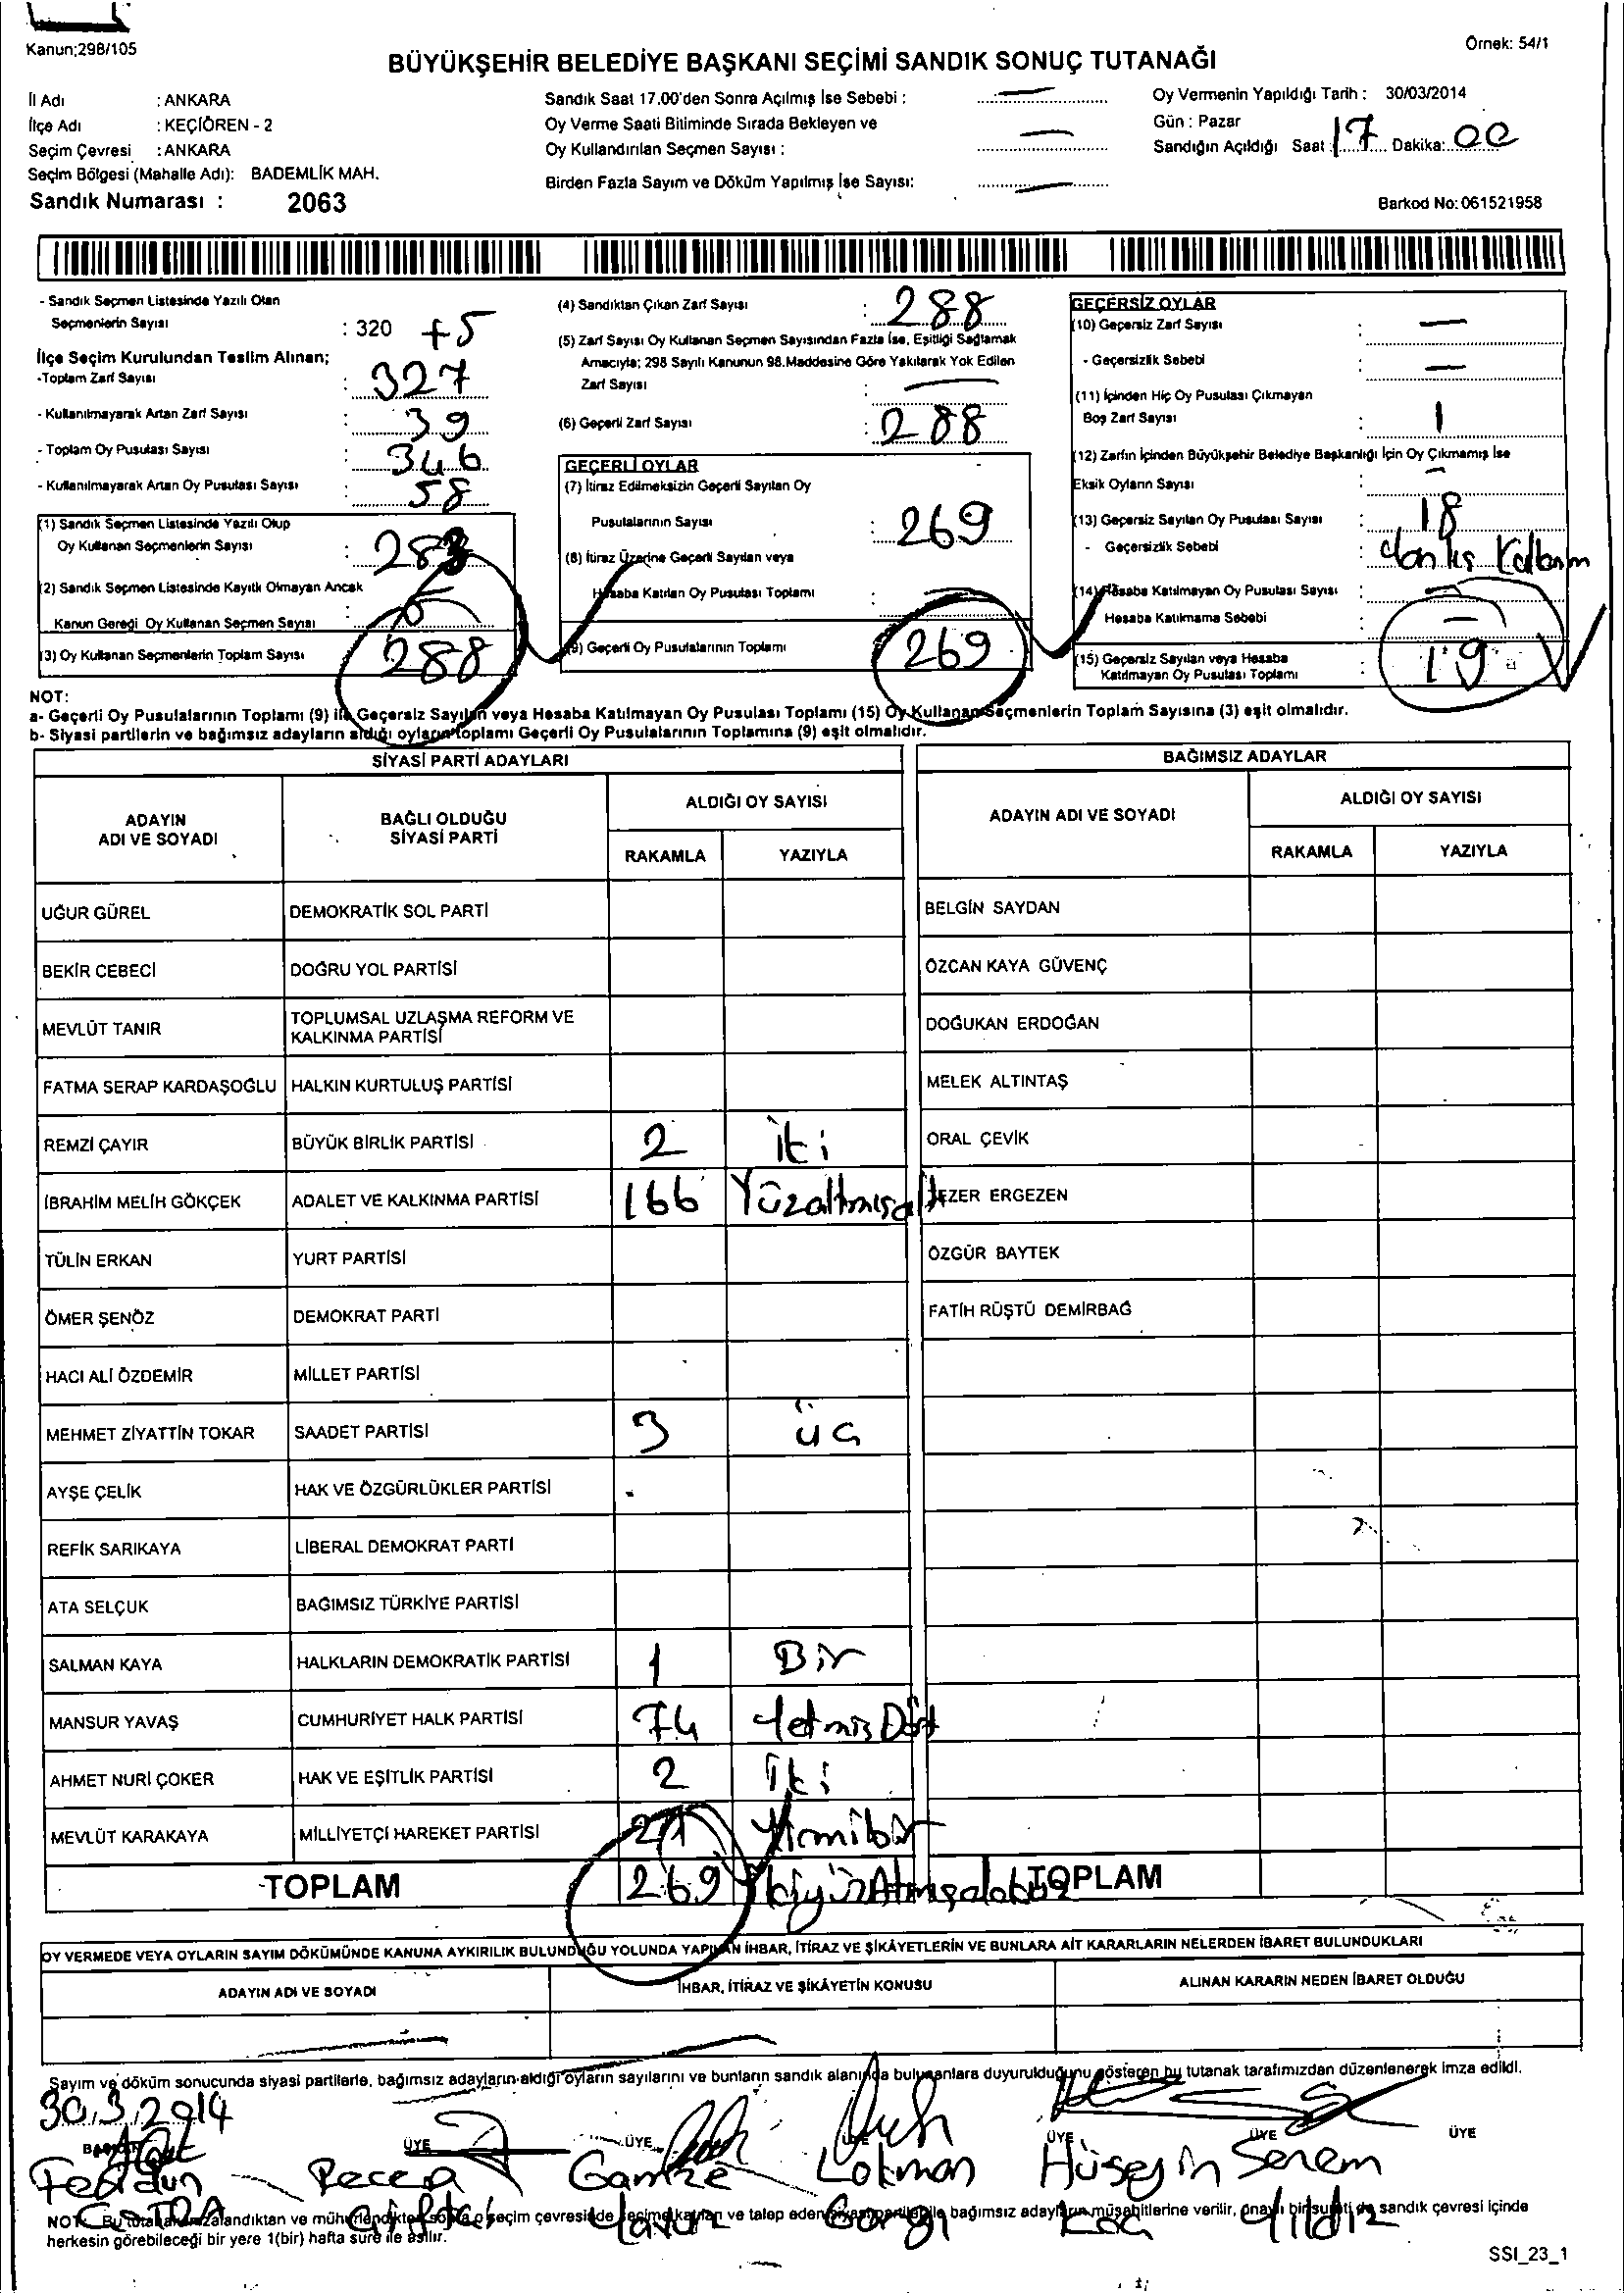 Kanun;298/105
Örnek: 54/1
BÜYÜKŞEHİR BELEDİYE BAŞKANI SEÇİMİ SANDIK SONUÇ TUTANAĞI
İl Adı : ANKARA
İlçe Adı : KEÇİÖREN - 2
Seçim Çevresi : ANKARA
Seçim Bölgesi (Mahalle Adı): BADEMLİK MAH.
Sandık Numarası : 2063
Sandık Saat 17.00'den Sonra Açılmış İse Sebebi : —
Oy Verme Saati Bitiminde Sırada Bekleyen ve
Oy Kullandırılan Seçmen Sayısı : —
Birden Fazla Sayım ve Döküm Yapılmış İse Sayısı: —
Oy Vermenin Yapıldığı Tarih : 30/03/2014
Gün : Pazar
Sandığın Açıldığı Saat : 17 Dakika: 00
Barkod No: 061521958
- Sandık Seçmen Listesinde Yazılı Olan
Seçmenlerin Sayısı : 320 +5
İlçe Seçim Kurulundan Teslim Alınan;
-Toplam Zarf Sayısı : 327
- Kullanılmayarak Artan Zarf Sayısı : 39
- Toplam Oy Pusulası Sayısı : 346
- Kullanılmayarak Artan Oy Pusulası Sayısı : 58
(1) Sandık Seçmen Listesinde Yazılı Olup
Oy Kullanan Seçmenlerin Sayısı : 283
(2) Sandık Seçmen Listesinde Kayıtlı Olmayan Ancak
Kanun Gereği Oy Kullanan Seçmen Sayısı : 5
(3) Oy Kullanan Seçmenlerin Toplam Sayısı 288
(4) Sandıktan Çıkan Zarf Sayısı : 288
(5) Zarf Sayısı Oy Kullanan Seçmen Sayısından Fazla İse, Eşitliği Sağlamak
Amacıyla; 298 Sayılı Kanunun 98.Maddesine Göre Yakılarak Yok Edilen
Zarf Sayısı : —
(6) Geçerli Zarf Sayısı : 288
GEÇERLİ OYLAR
(7) İtiraz Edilmeksizin Geçerli Sayılan Oy
Pusulalarının Sayısı : 269
(8) İtiraz Üzerine Geçerli Sayılan veya
Hesaba Katılan Oy Pusulası Toplamı : —
(9) Geçerli Oy Pusulalarının Toplamı 269
GEÇERSİZ OYLAR
(10) Geçersiz Zarf Sayısı : —
- Geçersizlik Sebebi : —
(11) İçinden Hiç Oy Pusulası Çıkmayan
Boş Zarf Sayısı : 1
(12) Zarfın İçinden Büyükşehir Belediye Başkanlığı İçin Oy Çıkmamış İse
Eksik Oyların Sayısı : —
(13) Geçersiz Sayılan Oy Pusulası Sayısı : 18
- Geçersizlik Sebebi :
(14) Hesaba Katılmayan Oy Pusulası Sayısı : —
Hesaba Katılmama Sebebi : —
(15) Geçersiz Sayılan veya Hesaba
Katılmayan Oy Pusulası Toplamı : 19
NOT:
a- Geçerli Oy Pusulalarının Toplamı (9) ile Geçersiz Sayılan veya Hesaba Katılmayan Oy Pusulası Toplamı (15) Oy Kullanan Seçmenlerin Toplam Sayısına (3) eşit olmalıdır.
b- Siyasi partilerin ve bağımsız adayların aldığı oyların toplamı Geçerli Oy Pusulalarının Toplamına (9) eşit olmalıdır.
SİYASİ PARTİ ADAYLARI
BAĞIMSIZ ADAYLAR
ADAYIN ADI VE SOYADI
BAĞLI OLDUĞU SİYASİ PARTİ
ALDIĞI OY SAYISI
RAKAMLA YAZIYLA
ADAYIN ADI VE SOYADI
ALDIĞI OY SAYISI
RAKAMLA YAZIYLA
UĞUR GÜREL DEMOKRATİK SOL PARTİ BELGİN SAYDAN
BEKİR CEBECİ DOĞRU YOL PARTİSİ ÖZCAN KAYA GÜVENÇ
MEVLÜT TANIR TOPLUMSAL UZLAŞMA REFORM VE KALKINMA PARTİSİ DOĞUKAN ERDOĞAN
FATMA SERAP KARDAŞOĞLU HALKIN KURTULUŞ PARTİSİ MELEK ALTINTAŞ
REMZİ ÇAYIR BÜYÜK BİRLİK PARTİSİ 2 iki ORAL ÇEVİK
İBRAHİM MELİH GÖKÇEK ADALET VE KALKINMA PARTİSİ 166 Yüzaltmışaltı EZER ERGEZEN
TÜLİN ERKAN YURT PARTİSİ ÖZGÜR BAYTEK
ÖMER ŞENÖZ DEMOKRAT PARTİ FATİH RÜŞTÜ DEMİRBAĞ
HACI ALİ ÖZDEMİR MİLLET PARTİSİ
MEHMET ZİYATTİN TOKAR SAADET PARTİSİ 3 üç
AYŞE ÇELİK HAK VE ÖZGÜRLÜKLER PARTİSİ
REFİK SARIKAYA LİBERAL DEMOKRAT PARTİ
ATA SELÇUK BAĞIMSIZ TÜRKİYE PARTİSİ
SALMAN KAYA HALKLARIN DEMOKRATİK PARTİSİ 1 Bir
MANSUR YAVAŞ CUMHURİYET HALK PARTİSİ 74 YetmişDört
AHMET NURİ ÇOKER HAK VE EŞİTLİK PARTİSİ 2 İki
MEVLÜT KARAKAYA MİLLİYETÇİ HAREKET PARTİSİ 21 Yirmibir
TOPLAM 269 TOPLAM
OY VERMEDE VEYA OYLARIN SAYIM DÖKÜMÜNDE KANUNA AYKIRILIK BULUNDUĞU YOLUNDA YAPILAN İHBAR, İTİRAZ VE ŞİKÂYETLERİN VE BUNLARA AİT KARARLARIN NELERDEN İBARET BULUNDUKLARI
ADAYIN ADI VE SOYADI İHBAR, İTİRAZ VE ŞİKÂYETİN KONUSU ALINAN KARARIN NEDEN İBARET OLDUĞU
Sayım ve döküm sonucunda siyasi partilerle, bağımsız adayların aldığı oyların sayılarını ve bunların sandık alanında bulunanlara duyurulduğunu gösteren bu tutanak tarafımızdan düzenlenerek imza edildi.
30.3.2014
BAŞKAN ÜYE ÜYE ÜYE ÜYE ÜYE ÜYE
Feridun Recep Gamze Lokman Hüseyin Senem
Yavuz Gorgi Koç Yıldız
NOT: Bu tutanak imzalandıktan ve mühürlendikten sonra o seçim çevresinde seçime katılan ve talep eden siyasi partiler ile bağımsız adayların müşahitlerine verilir, onaylı bir sureti de sandık çevresi içinde
herkesin görebileceği bir yere 1(bir) hafta süre ile asılır.
SSI_23_1